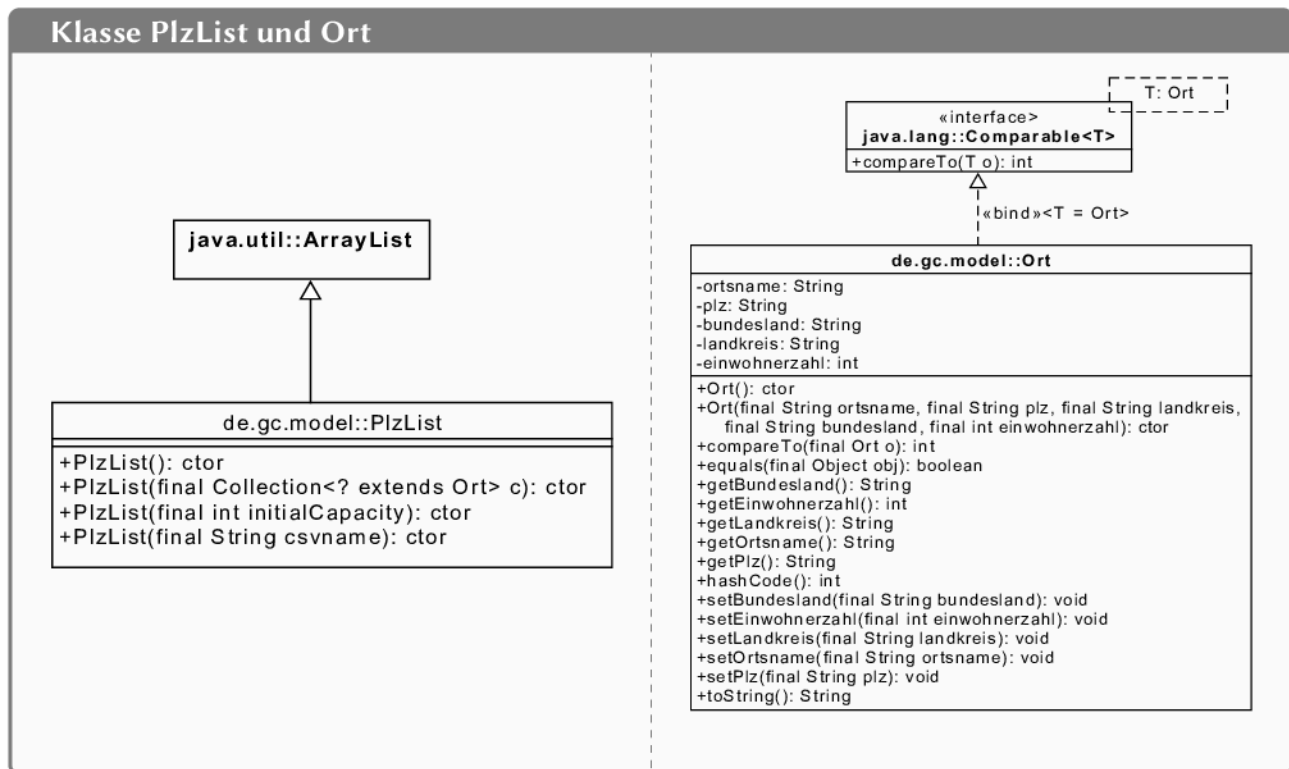 Klasse PlzList und Ort
java.util::ArrayList
de.gc.model::PlzList
+PlzList(): ctor
+PlzList(final Collection<? extends Ort> c): ctor
+PlzList(final int initialCapacity): ctor
+PlzList(final String csvname): ctor
T: Ort
«interface>
java.lang::Comparable<T>
+compareTo(T o): int
«bind»<T = Ort>
de.gc.model::Ort
-ortsname: String
-plz: String
-bundesland: String
-landkreis: String
-einwohnerzahl: int
+Ort(): ctor
+Ort(final String ortsname, final String plz, final String landkreis,
final String bundesland, final int einwohnerzahl): ctor
+compareTo(final Ort o): int
+equals(final Object obj): boolean
+getBundesland(): String
+getEinwohnerzahl(): int
+getLandkreis(): String
+getOrtsname(): String
+getPlz(): String
+hashCode(): int
+setBundesland(final String bundesland): void
+setEinwohnerzahl(final int einwohnerzahl): void
+setLandkreis(final String landkreis): void
+setOrtsname(final String ortsname): void
+setPlz(final String plz): void
+toString(): String